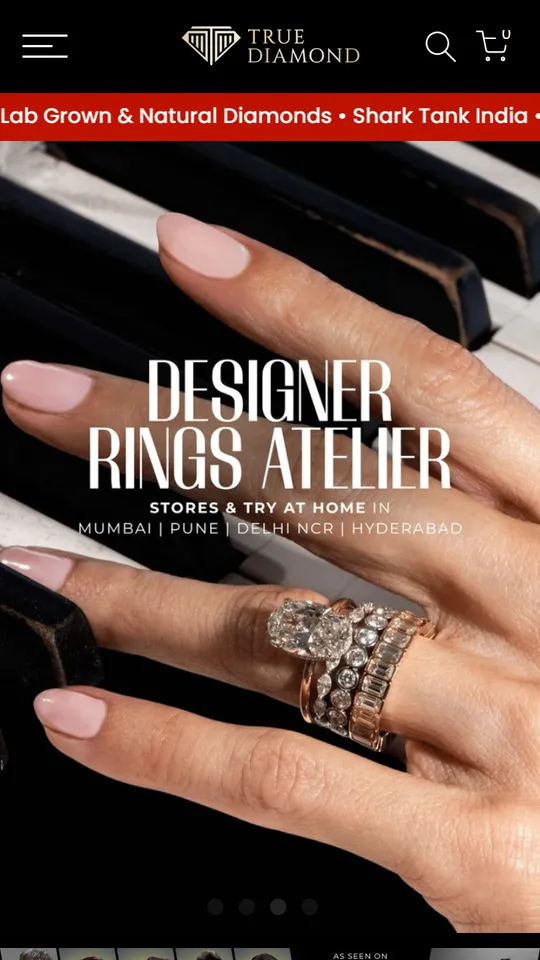 TRUE
DIAMOND
0
Lab Grown & Natural Diamonds • Shark Tank India •
DESIGNER
RINGS ATELIER
STORES & TRY AT HOME IN
MUMBAI | PUNE | DELHI NCR | HYDERABAD
AS SEEN ON